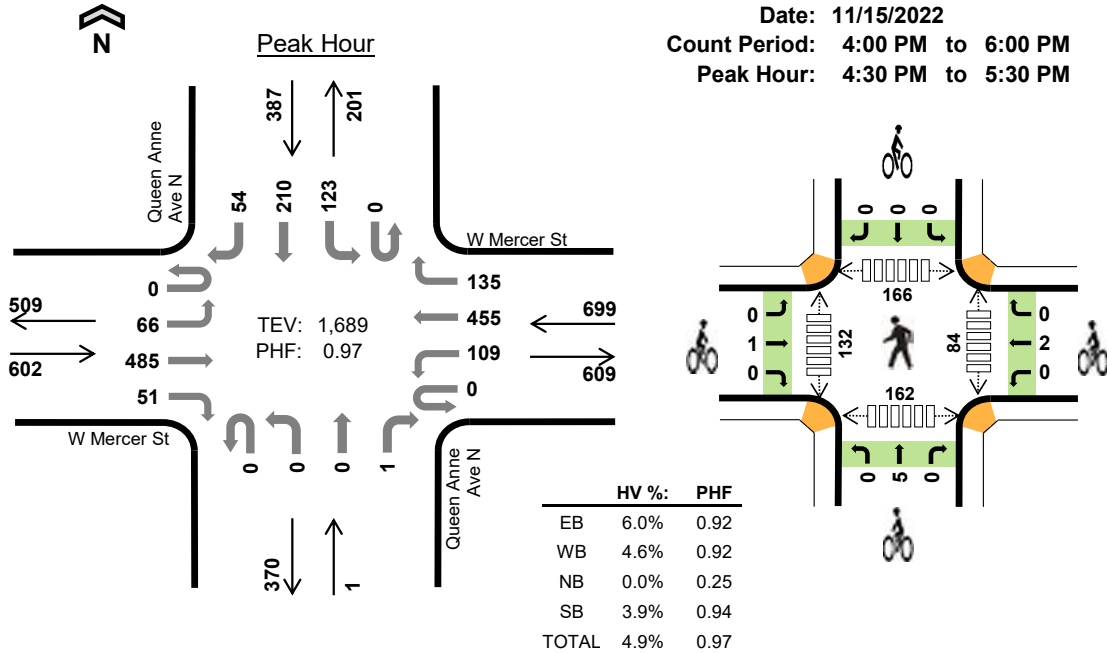 N
Peak Hour
Date: 11/15/2022
Count Period: 4:00 PM to 6:00 PM
Peak Hour: 4:30 PM to 5:30 PM
387
201
Queen Anne
Ave N
54
210
123
0
W Mercer St
0
66
485
51
509
602
TEV: 1,689
PHF: 0.97
135
455
109
0
699
609
W Mercer St
0
0
0
1
Queen Anne
Ave N
370
1
0 0 0
166
0
1
0
132
84
0
2
0
162
0 5 0
HV %: PHF
EB 6.0% 0.92
WB 4.6% 0.92
NB 0.0% 0.25
SB 3.9% 0.94
TOTAL 4.9% 0.97